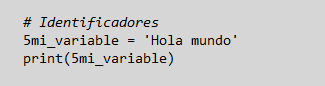 # Identificadores
5mi_variable = 'Hola mundo'
print(5mi_variable)